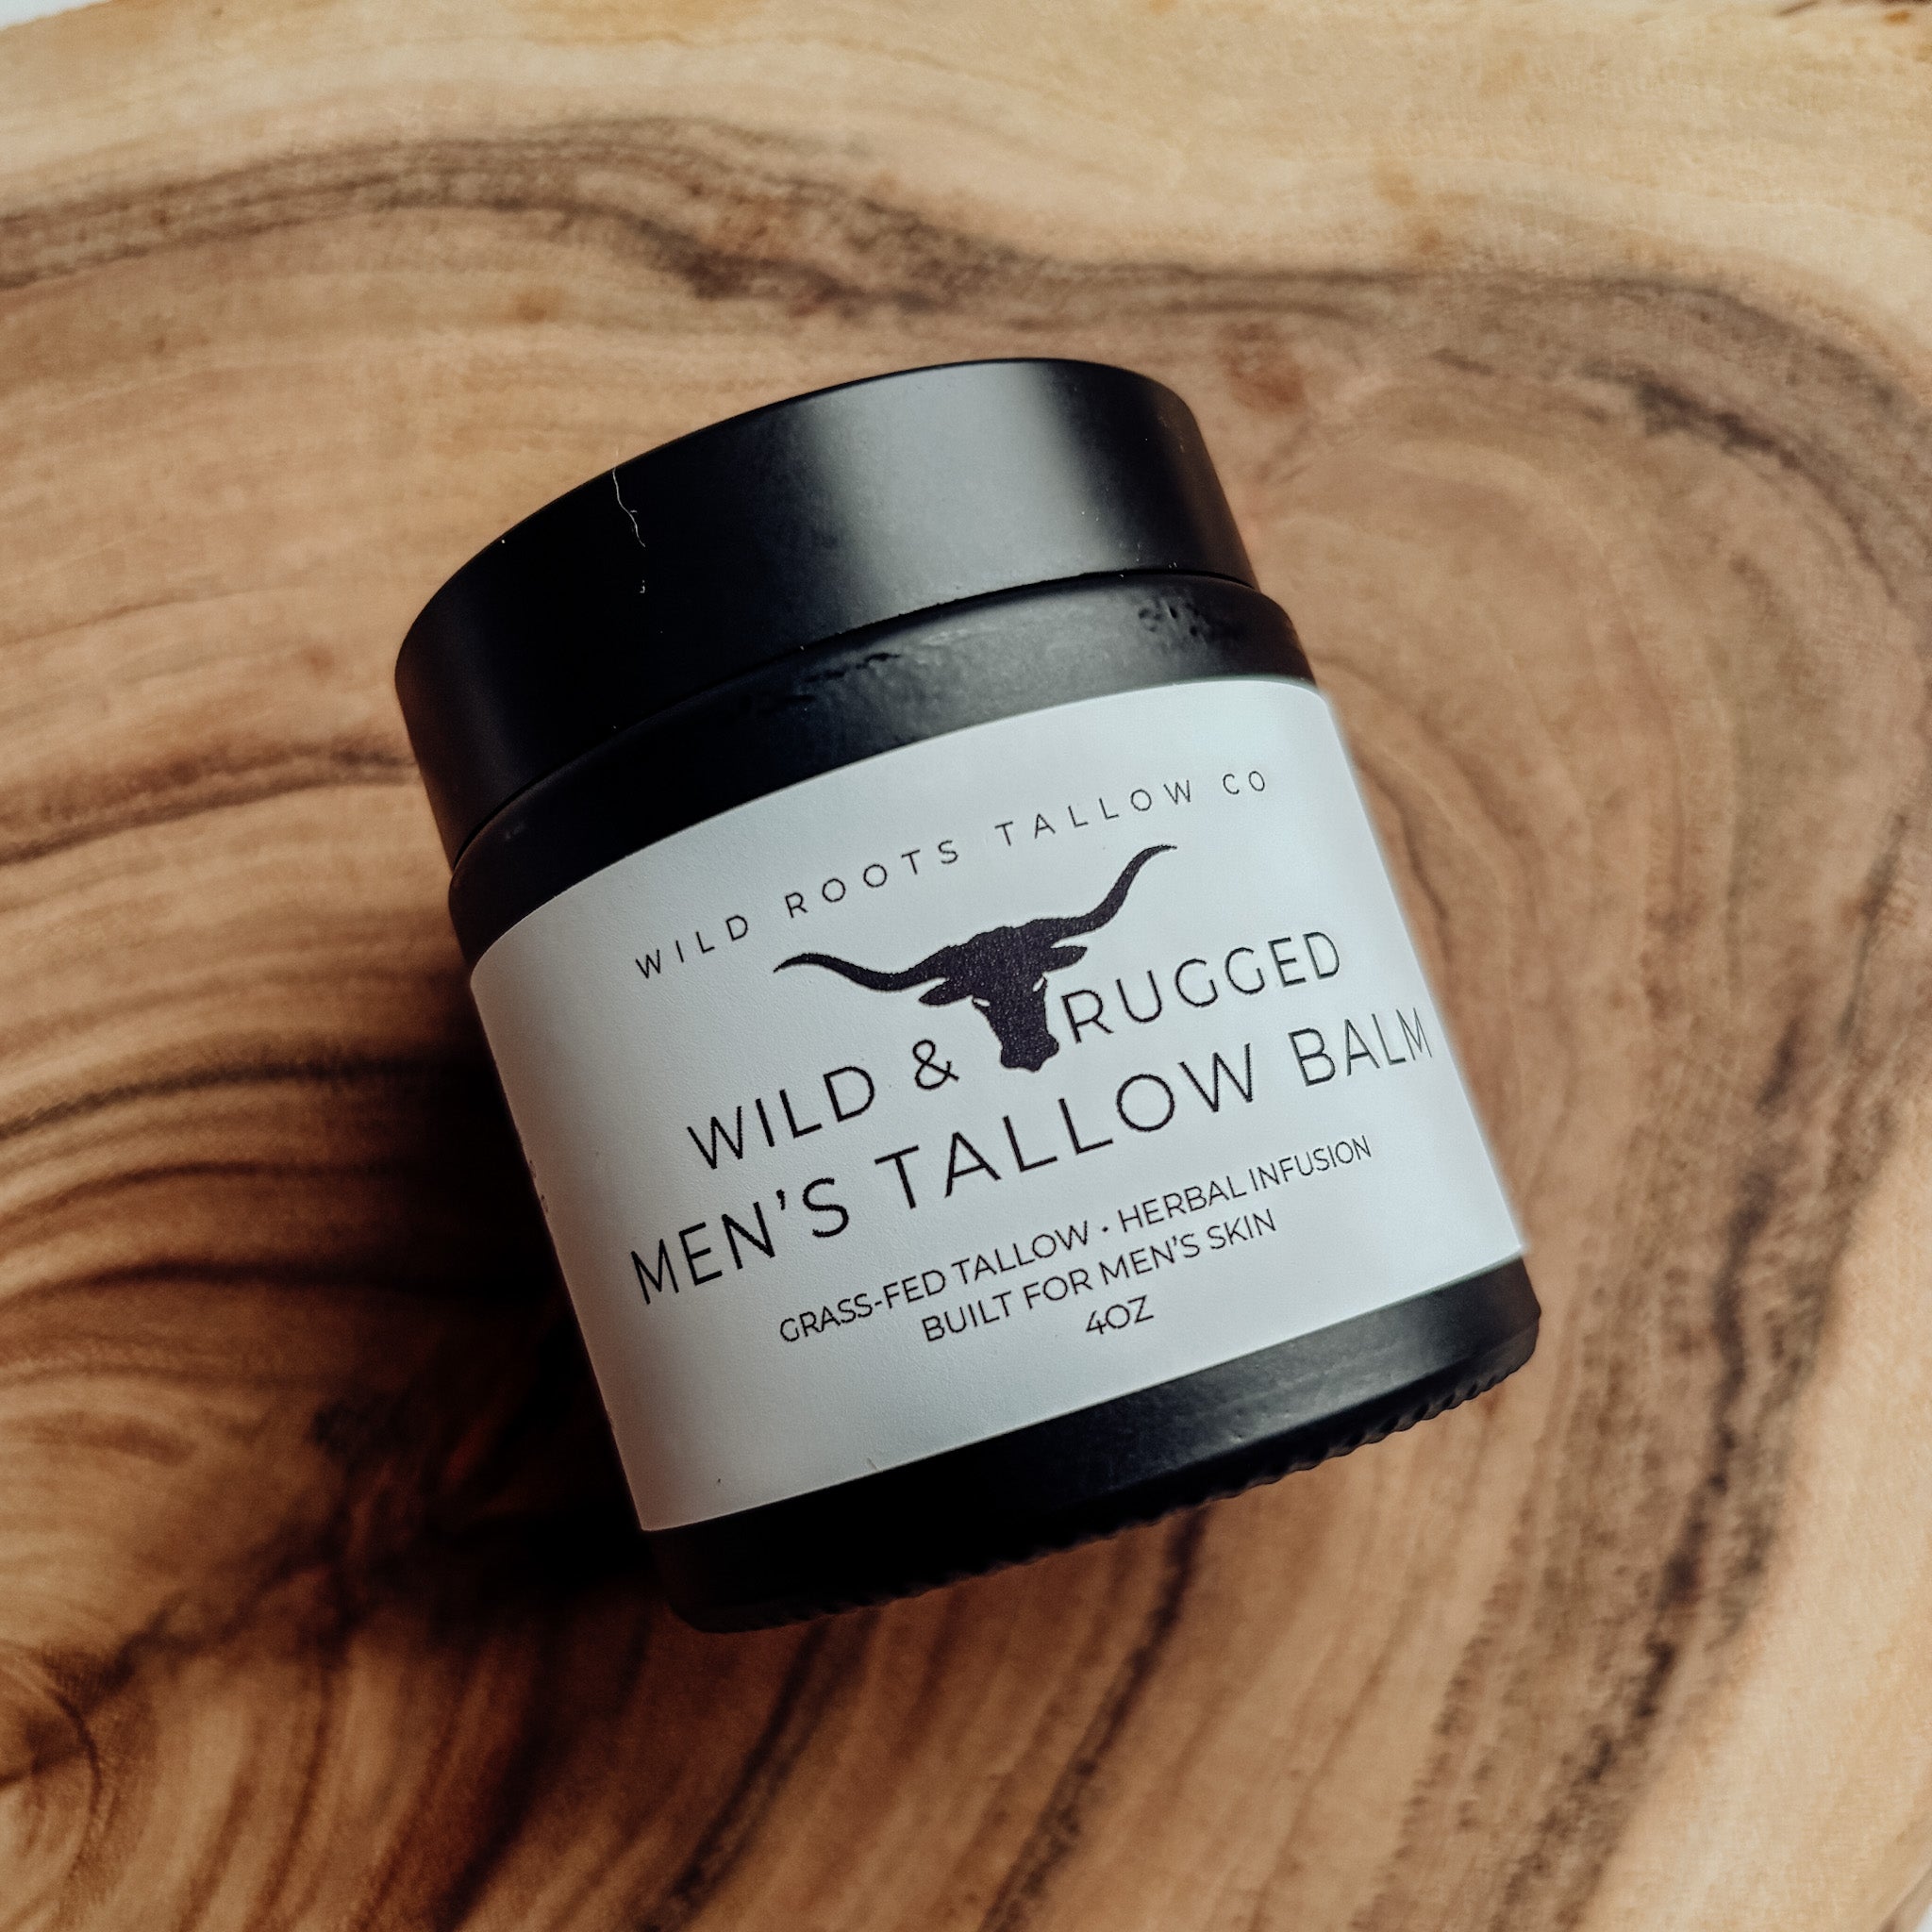 WILD ROOTS TALLOW CO
WILD & RUGGED
MEN'S TALLOW BALM
GRASS-FED TALLOW • HERBAL INFUSION
BUILT FOR MEN'S SKIN
4OZ